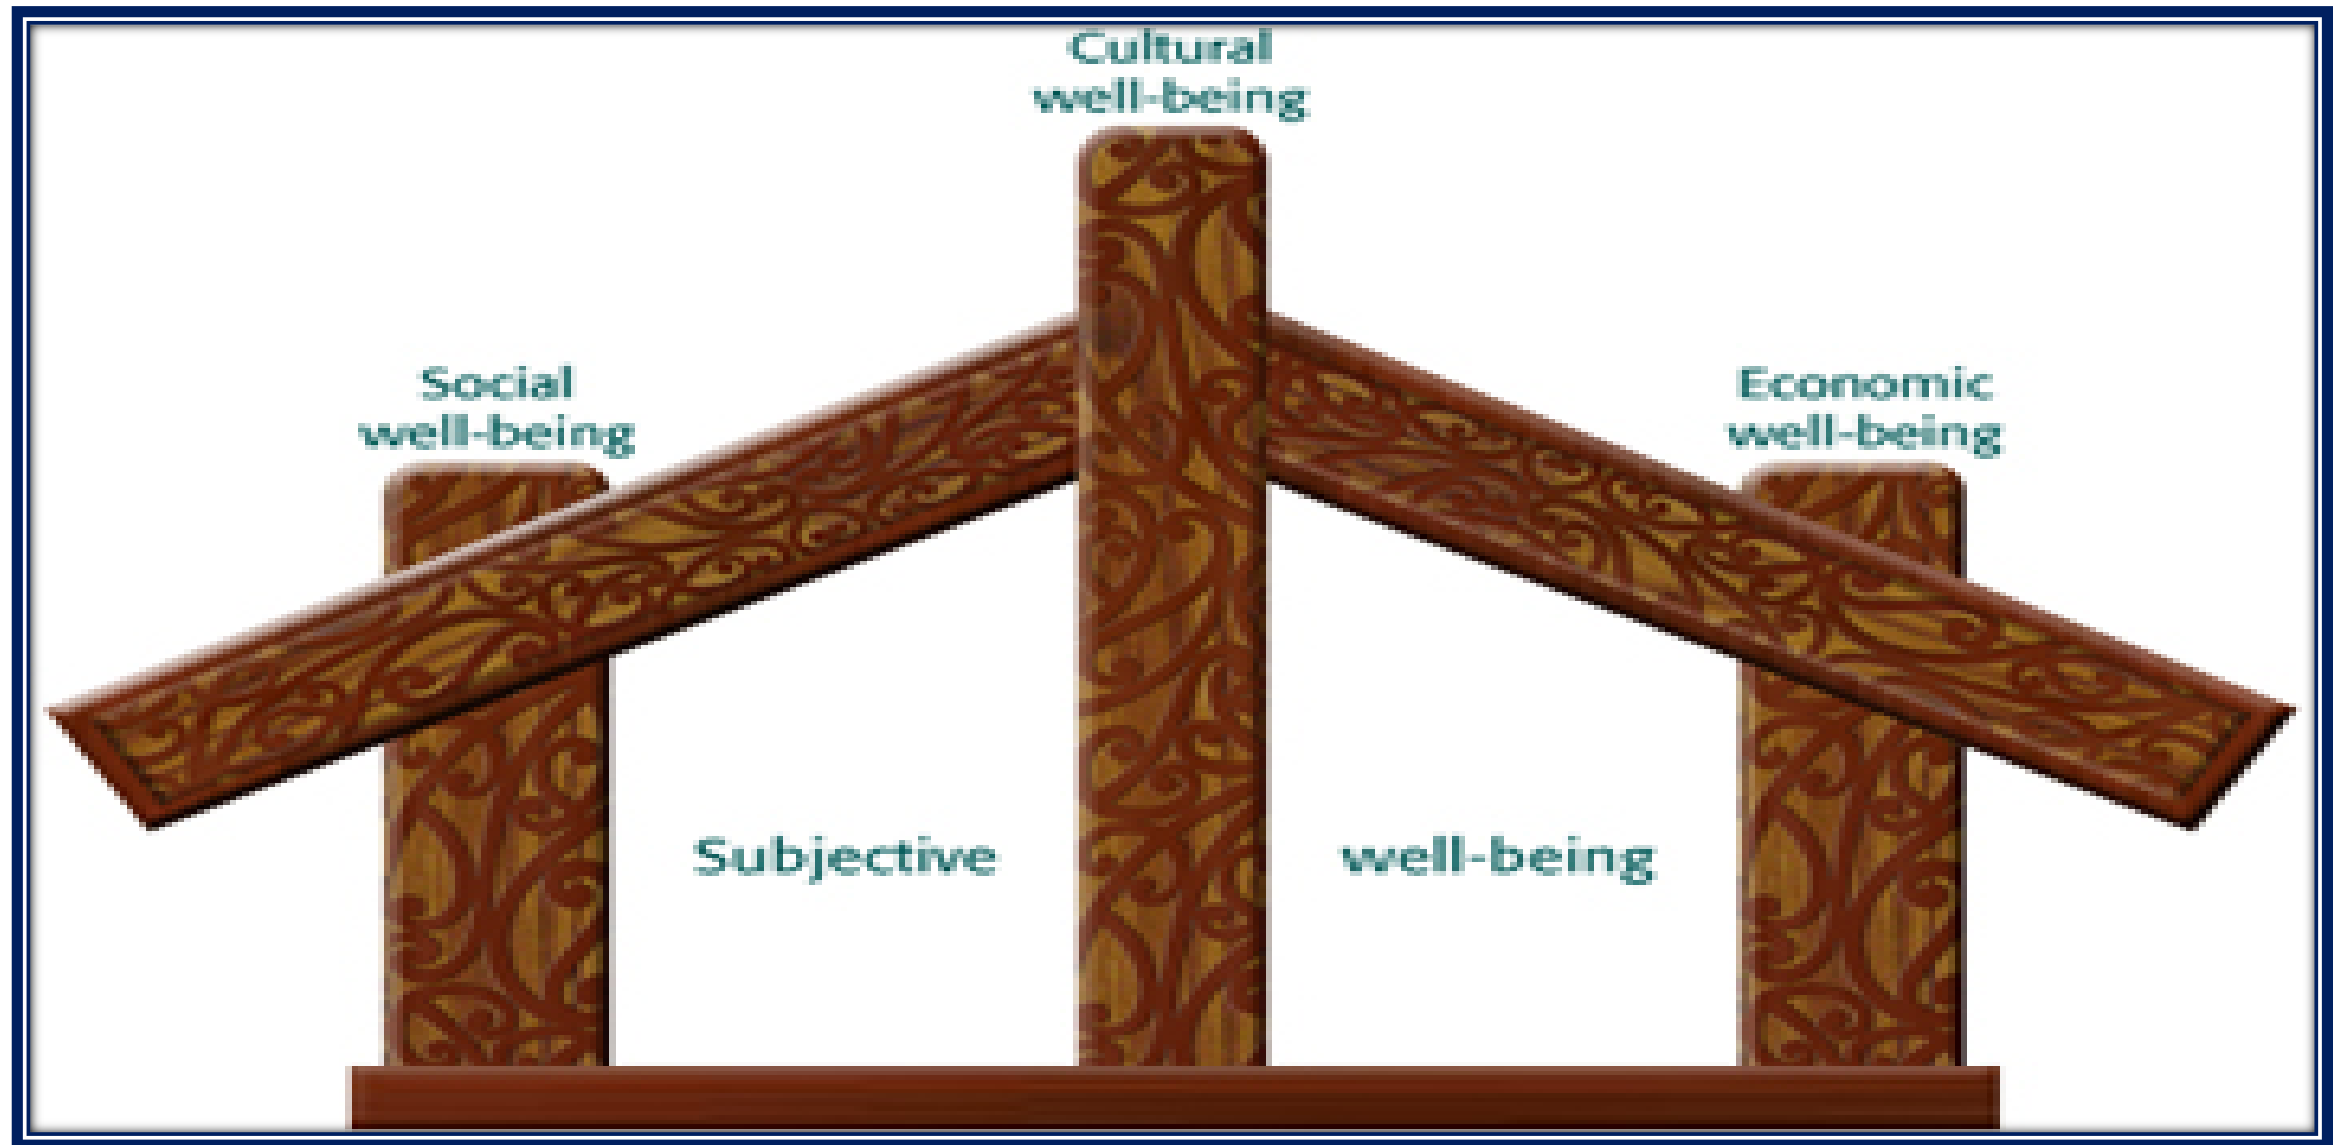 Cultural
well-being
Social
well-being
Economic
well-being
Subjective well-being